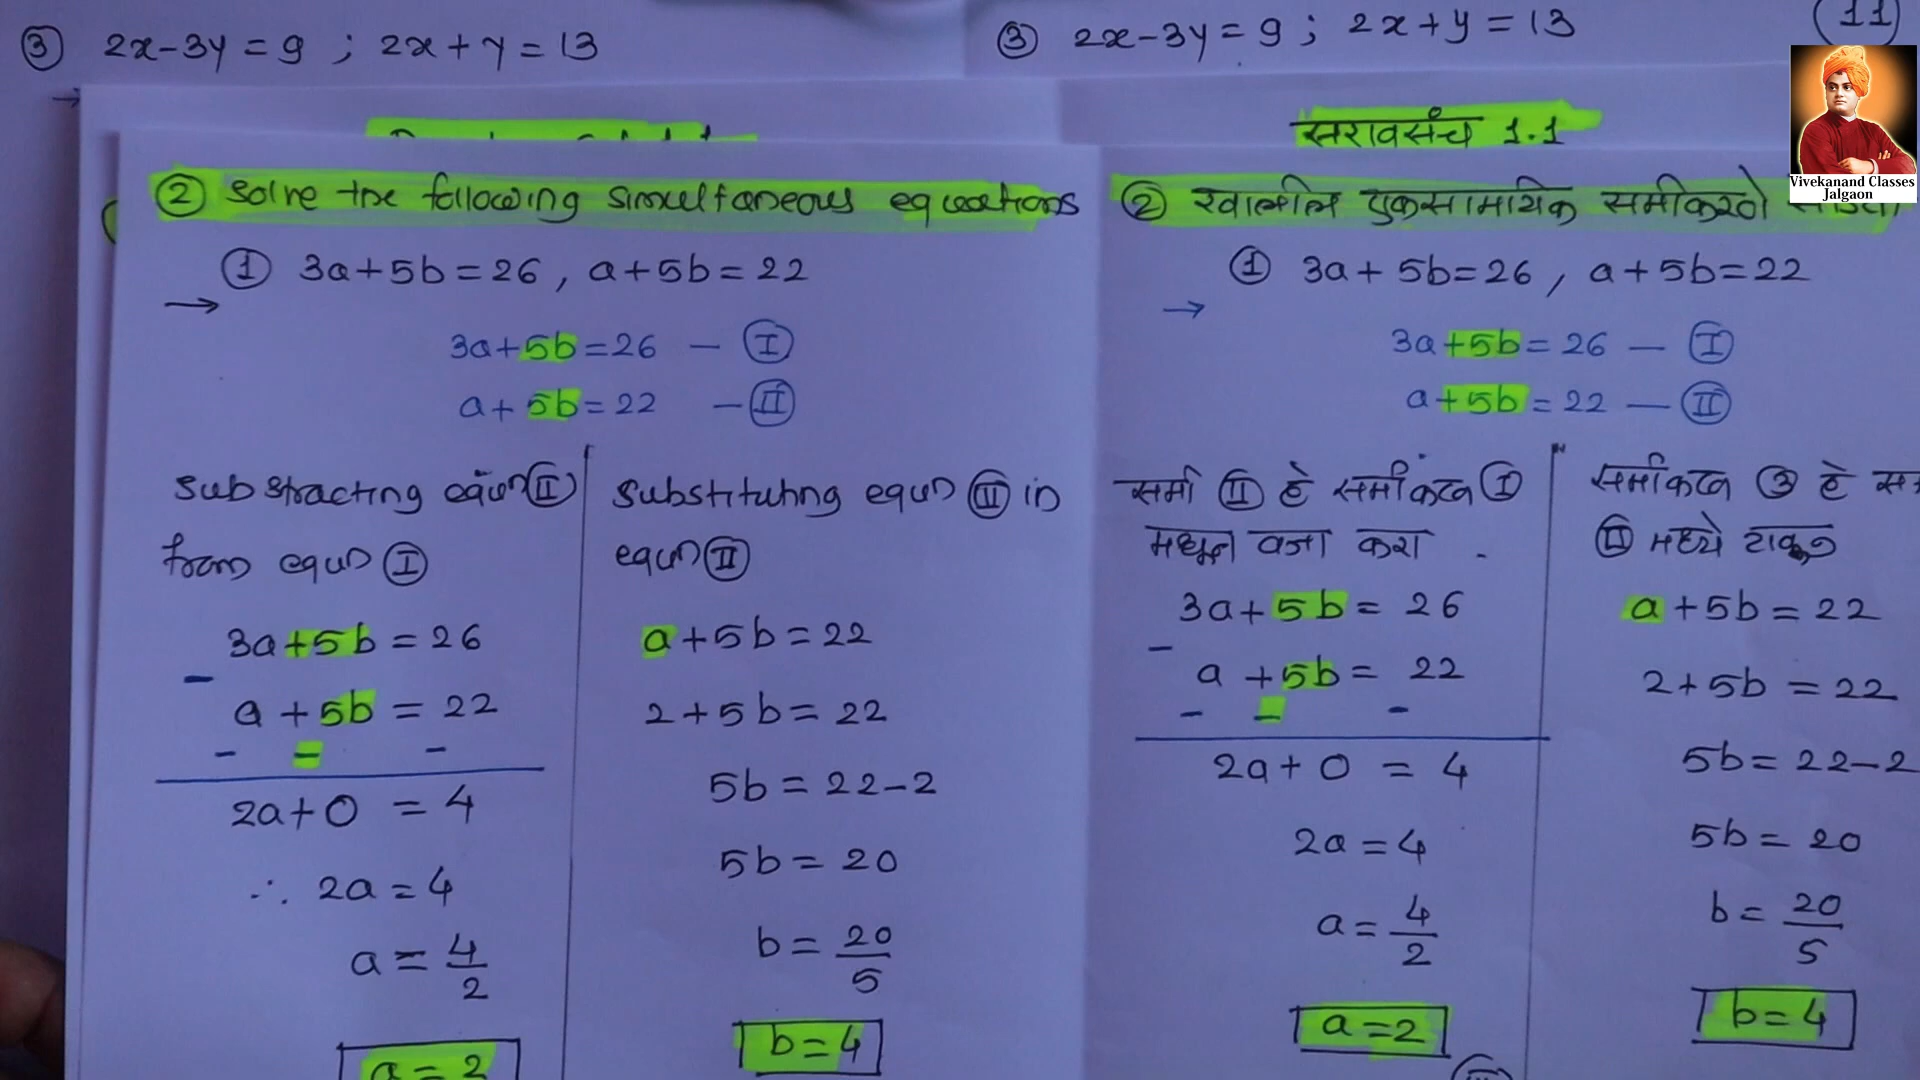 ③ 2x-3y=9 ; 2x+y=13
② Solve the following simultaneous equations
① 3a+5b=26, a+5b=22
→
3a+5b=26 — Ⅰ
a+5b=22 — Ⅱ
Substracting equn Ⅱ
from equn Ⅰ
3a+5b=26
- a+5b=22
- - -
2a+0 = 4
∴ 2a=4
a=4/2
a=2
Substituting equn Ⅲ in
equn Ⅱ
a+5b=22
2+5b=22
5b=22-2
5b=20
b=20/5
b=4
③ 2x-3y=9 ; 2x+y=13
11
Vivekanand Classes
Jalgaon
सरावसंच 1.1
② खालील एकसामायिक समीकरणे
① 3a+5b=26, a+5b=22
→
3a+5b=26 — Ⅰ
a+5b=22 — Ⅱ
समी Ⅱ हे समीकरण Ⅰ
मधून वजा करा
3a+5b=26
- a+5b=22
- - -
2a+0 = 4
2a=4
a=4/2
a=2
समीकरण ③ हे
Ⅱ मध्ये टाकून
a+5b=22
2+5b=22
5b=22-2
5b=20
b=20/5
b=4